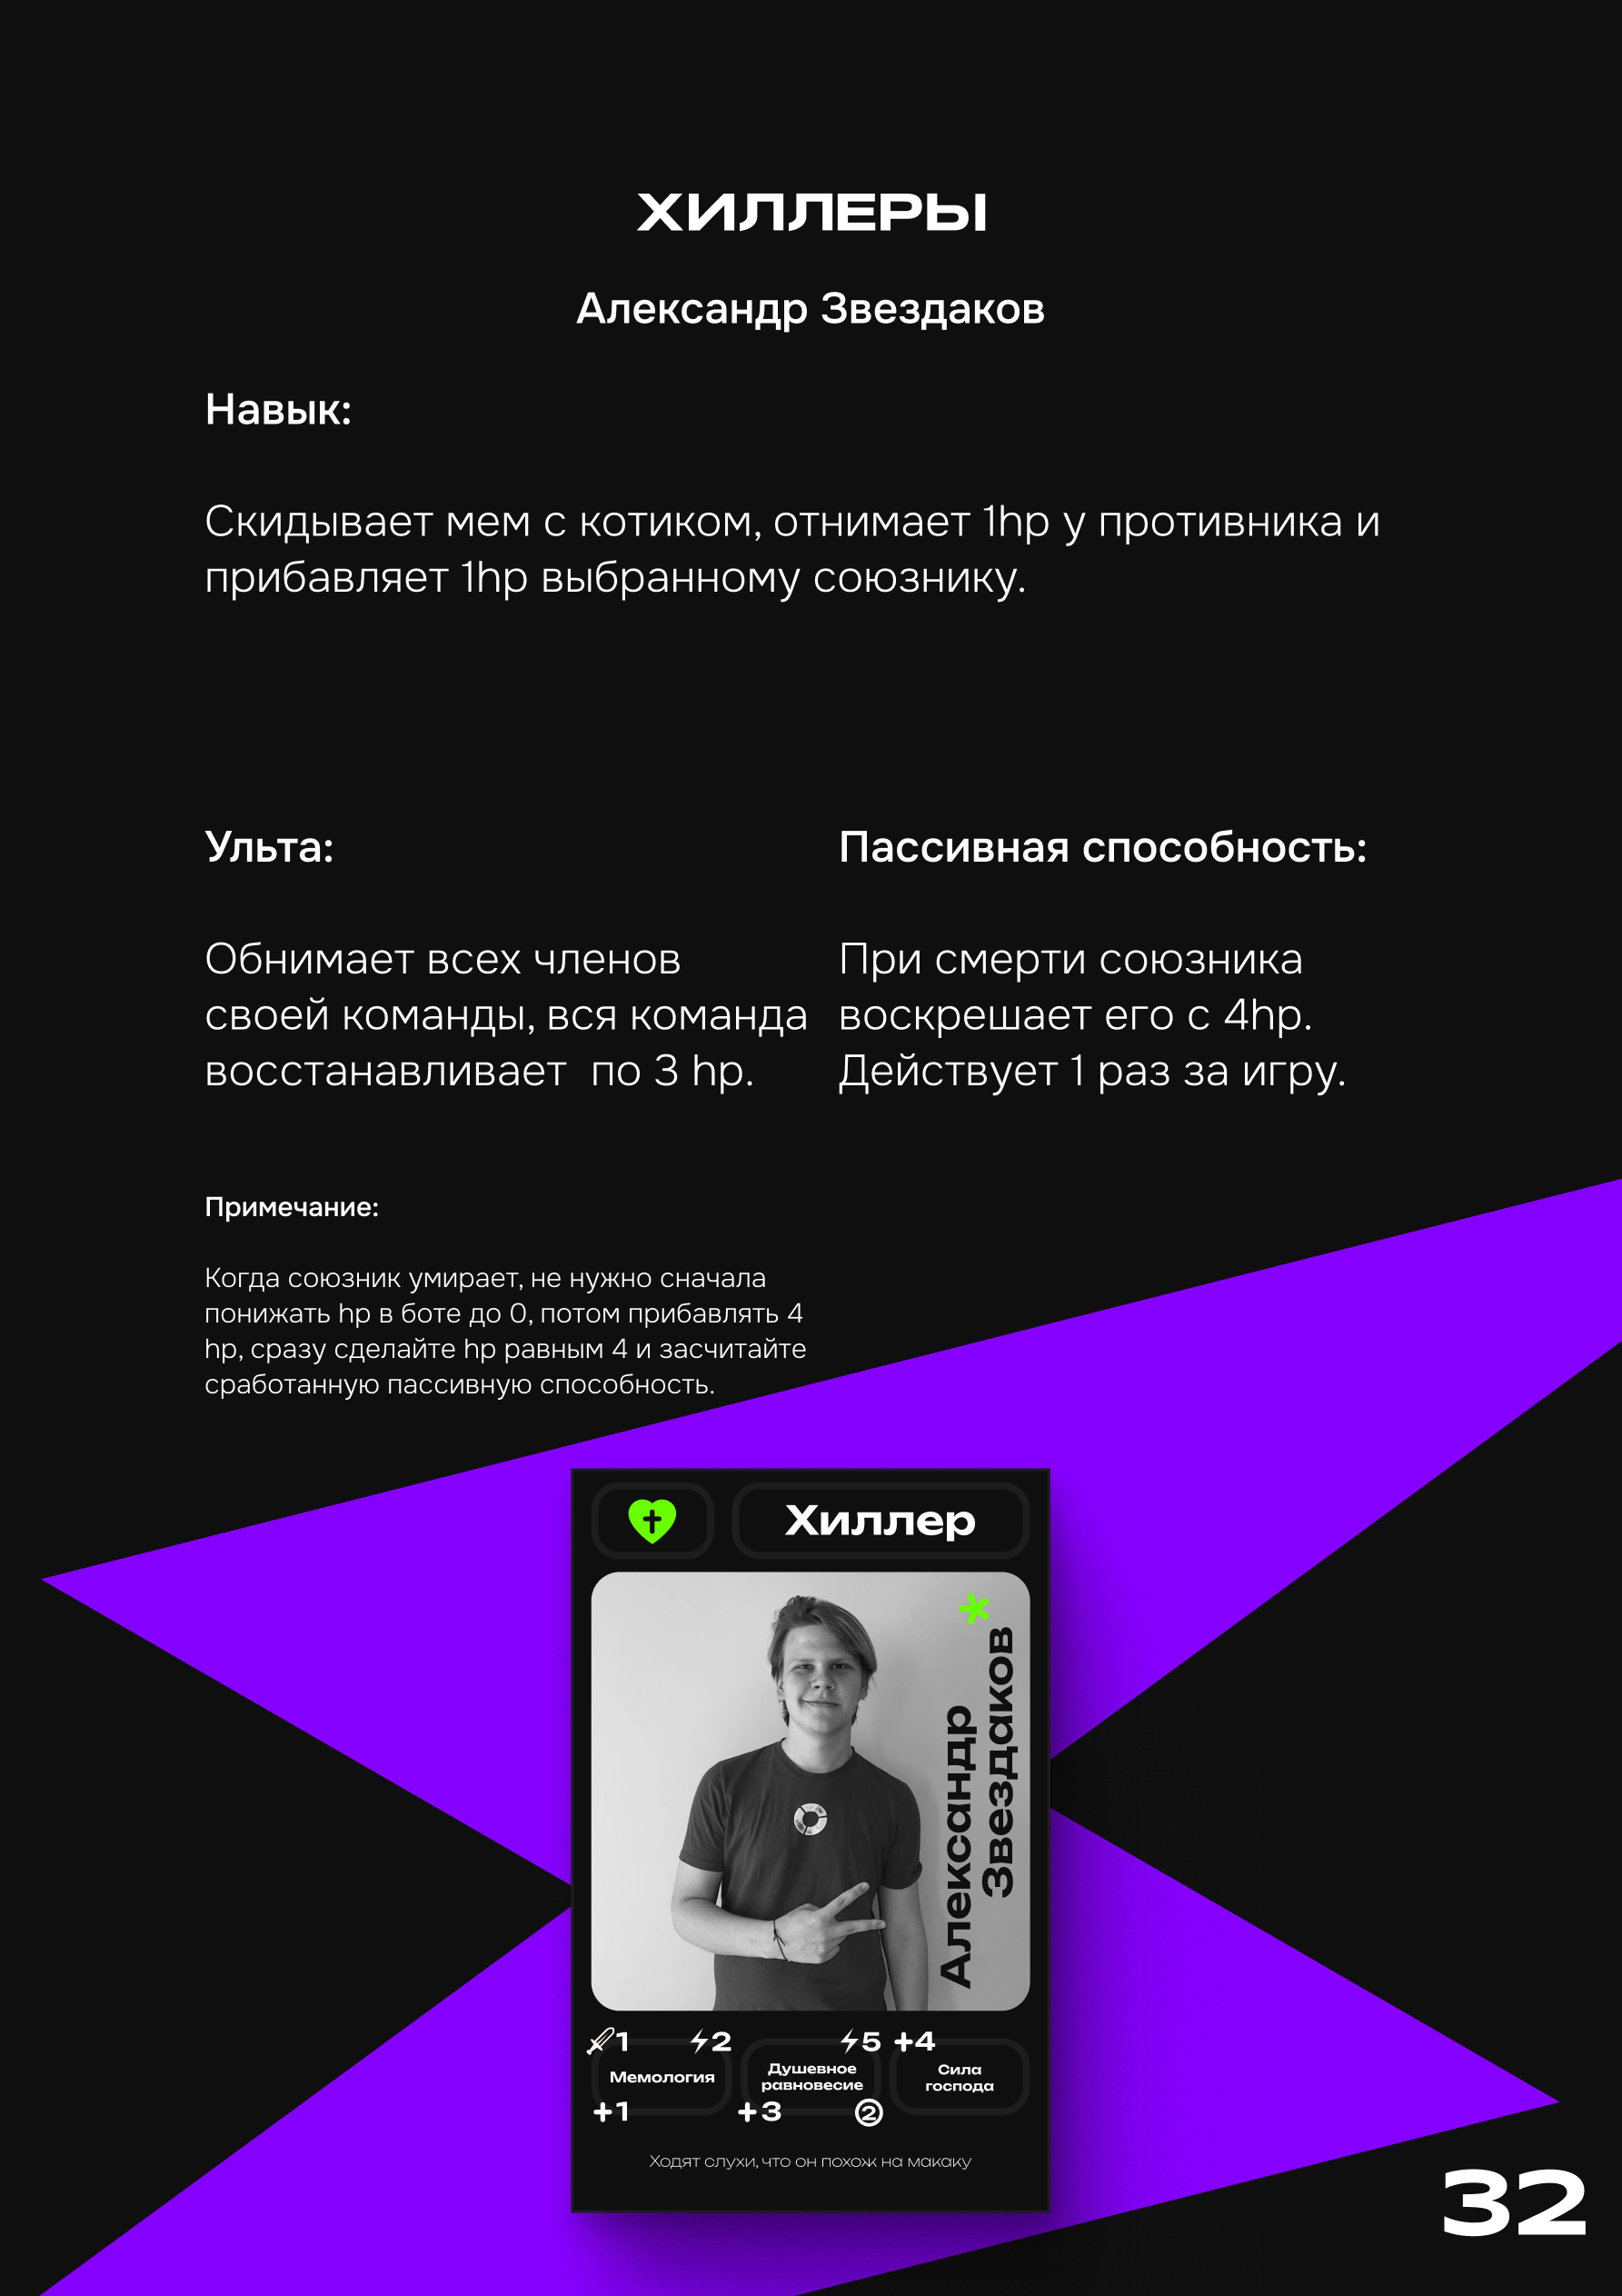 ХИЛЛЕРЫ
Александр Звездаков
Навык:
Скидывает мем с котиком, отнимает 1hp у противника и
прибавляет 1hp выбранному союзнику.
Ульта:
Обнимает всех членов
своей команды, вся команда
восстанавливает по 3 hp.
Пассивная способность:
При смерти союзника
воскрешает его с 4hp.
Действует 1 раз за игру.
Примечание:
Когда союзник умирает, не нужно сначала
понижать hp в боте до 0, потом прибавлять 4
hp, сразу сделайте hp равным 4 и засчитайте
сработанную пассивную способность.
Хиллер
Александр
Звездаков
1
2
Мемология
+1
5
Душевное
равновесие
+3
2
+4
Сила
господа
Ходят слухи, что он похож на макаку
32